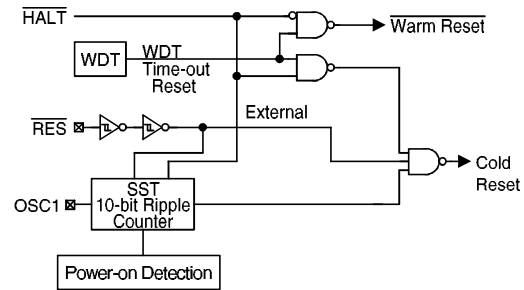 HALT
Warm Reset
WDT
WDT
Time-out
Reset
RES
External
Cold
Reset
OSC1
SST
10-bit Ripple
Counter
Power-on Detection